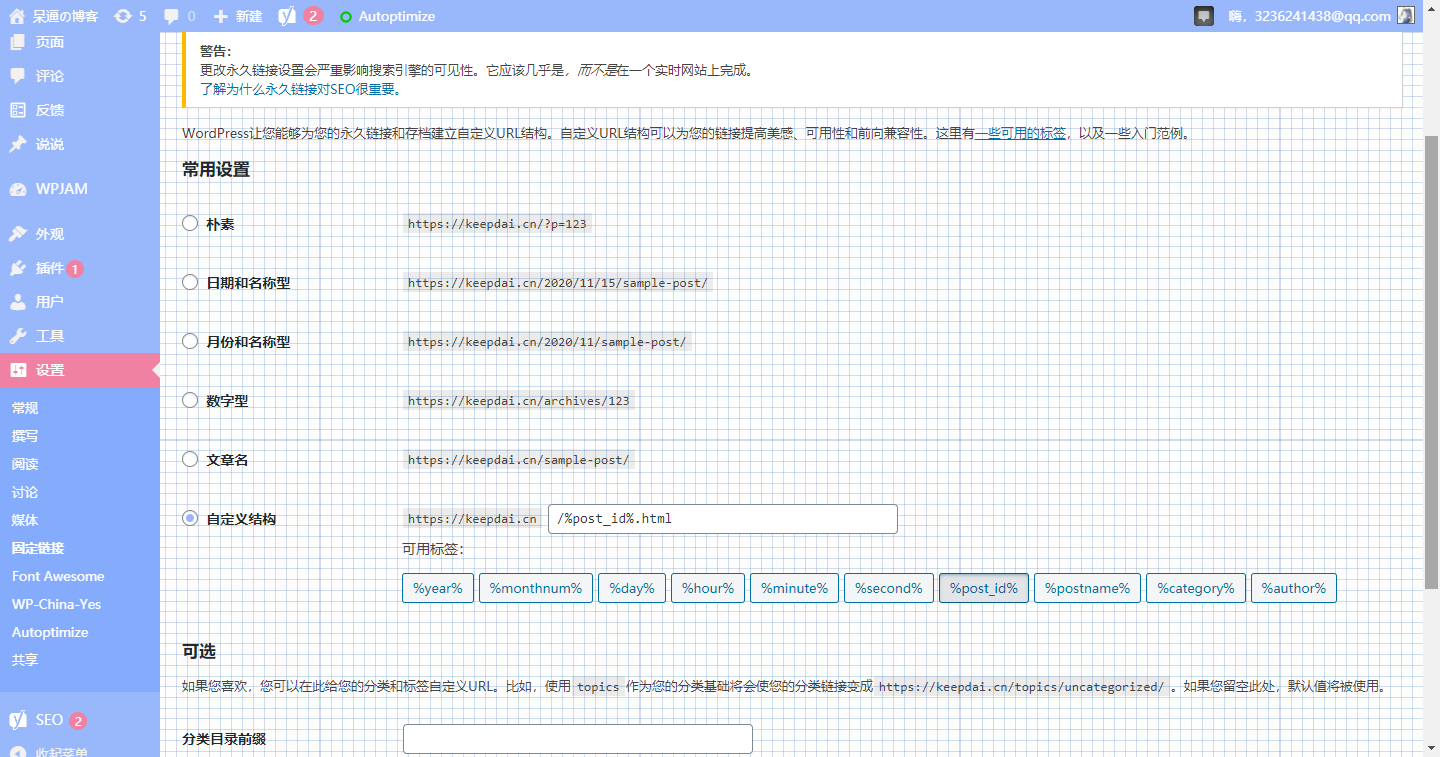 呆逼的博客 5 0 新建 2 Autoptimize 嗨，3236241438@qq.com
页面
评论
反馈
说说
WPJAM
外观
插件 1
用户
工具
设置
常规
撰写
阅读
讨论
媒体
固定链接
Font Awesome
WP-China-Yes
Autoptimize
共享
SEO 2
收起菜单
警告：
更改永久链接设置会严重影响搜索引擎的可见性。它应该几乎是，而不是在一个实时网站上完成。
了解为什么永久链接对SEO很重要。
WordPress让您能够为您的永久链接和存档建立自定义URL结构。自定义URL结构可以为您的链接提高美感、可用性和前向兼容性。这里有一些可用的标签，以及一些入门范例。
常用设置
朴素 https://keepdai.cn/?p=123
日期和名称型 https://keepdai.cn/2020/11/15/sample-post/
月份和名称型 https://keepdai.cn/2020/11/sample-post/
数字型 https://keepdai.cn/archives/123
文章名 https://keepdai.cn/sample-post/
自定义结构 https://keepdai.cn /%post_id%.html
可用标签：
%year% %monthnum% %day% %hour% %minute% %second% %post_id% %postname% %category% %author%
可选
如果您喜欢，您可以在此给您的分类和标签自定义URL。比如，使用 topics 作为您的分类基础将会使您的分类链接变成 https://keepdai.cn/topics/uncategorized/ 。如果您留空此处，默认值将被使用。
分类目录前缀